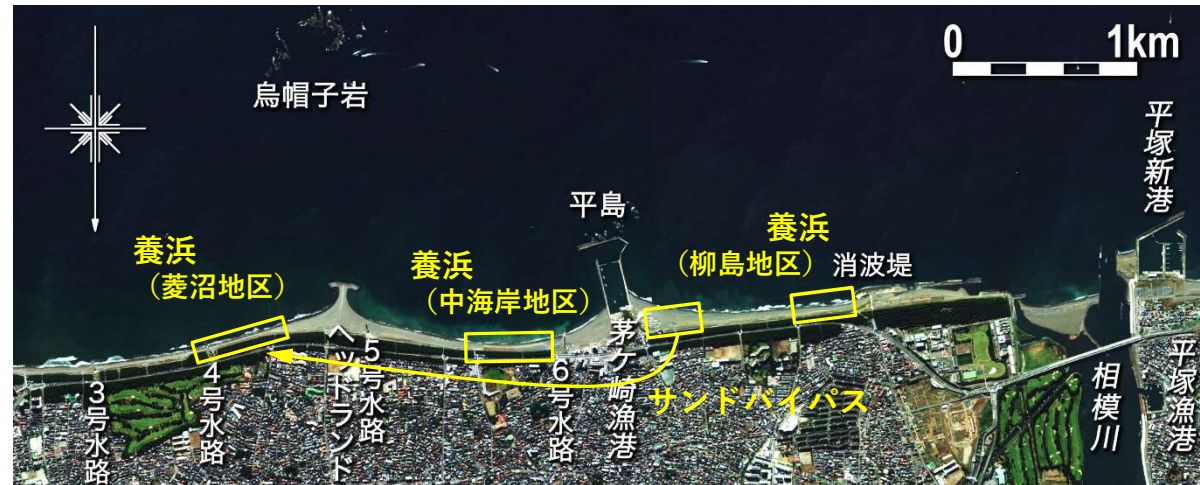 0 1km
烏帽子岩
平塚新港
平島
養浜
（菱沼地区）
養浜
（中海岸地区）
養浜
（柳島地区）
消波堤
3号水路
4号水路
ヘッドランド
5号水路
6号水路
茅ケ崎漁港
サンドバイパス
相模川
平塚漁港